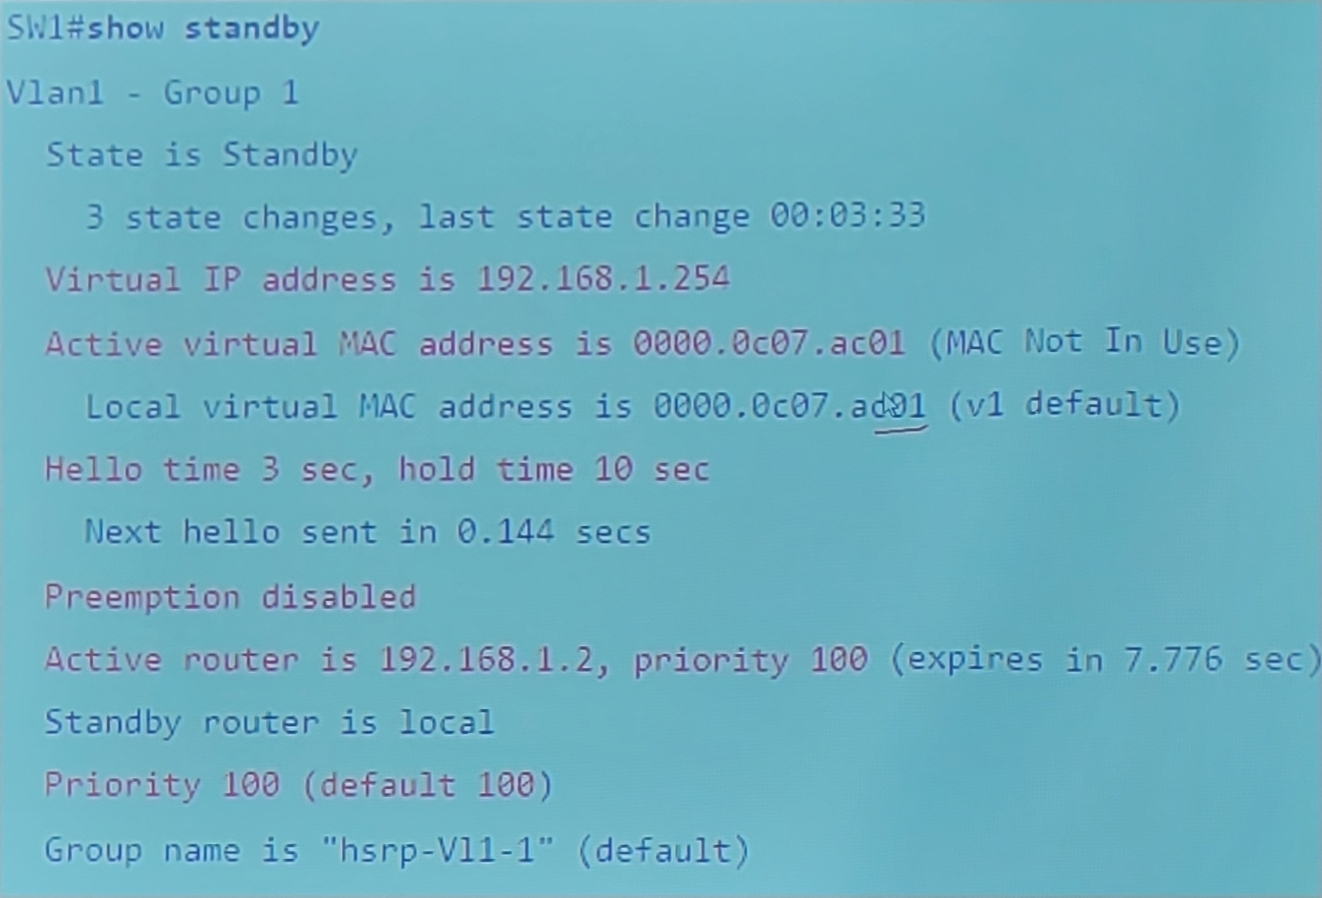 SW1#show standby
Vlan1 - Group 1
State is Standby
3 state changes, last state change 00:03:33
Virtual IP address is 192.168.1.254
Active virtual MAC address is 0000.0c07.ac01 (MAC Not In Use)
Local virtual MAC address is 0000.0c07.ac01 (v1 default)
Hello time 3 sec, hold time 10 sec
Next hello sent in 0.144 secs
Preemption disabled
Active router is 192.168.1.2, priority 100 (expires in 7.776 sec)
Standby router is local
Priority 100 (default 100)
Group name is "hsrp-Vl1-1" (default)